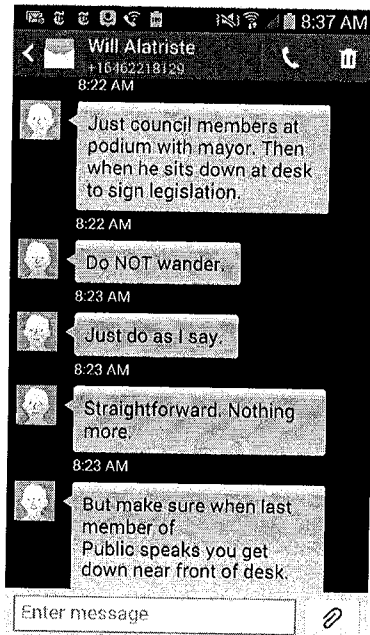 8:37 AM
Will Alatriste
+16462218129
8:22 AM
Just council members at
podium with mayor. Then
when he sits down at desk
to sign legislation.
8:22 AM
Do NOT wander.
8:23 AM
Just do as I say.
8:23 AM
Straightforward. Nothing
more.
8:23 AM
But make sure when last
member of
Public speaks you get
down near front of desk.
Enter message